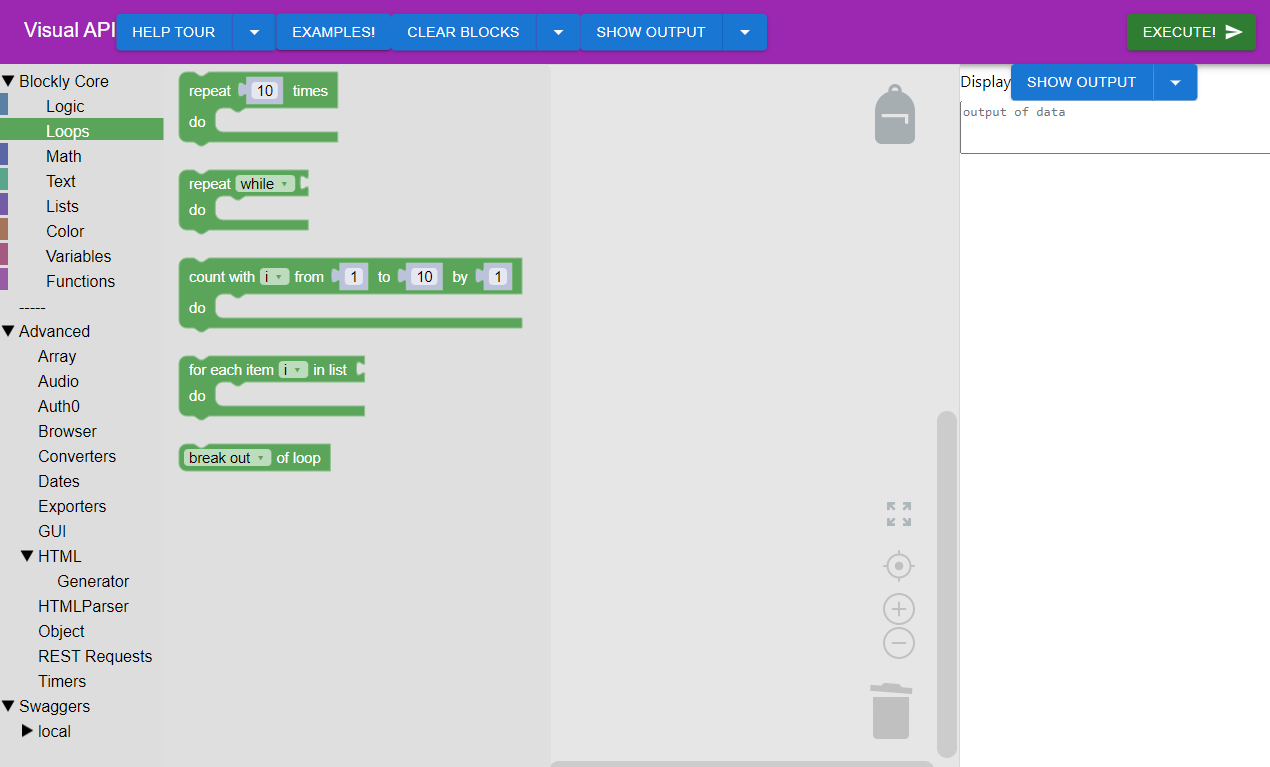 Visual API HELP TOUR EXAMPLES! CLEAR BLOCKS SHOW OUTPUT EXECUTE!
Blockly Core
Logic
Loops
Math
Text
Lists
Color
Variables
Functions
-----
Advanced
Array
Audio
Auth0
Browser
Converters
Dates
Exporters
GUI
HTML
Generator
HTMLParser
Object
REST Requests
Timers
Swaggers
local
repeat 10 times
do
repeat while
do
count with i from 1 to 10 by 1
do
for each item i in list
do
break out of loop
Display SHOW OUTPUT
output of data